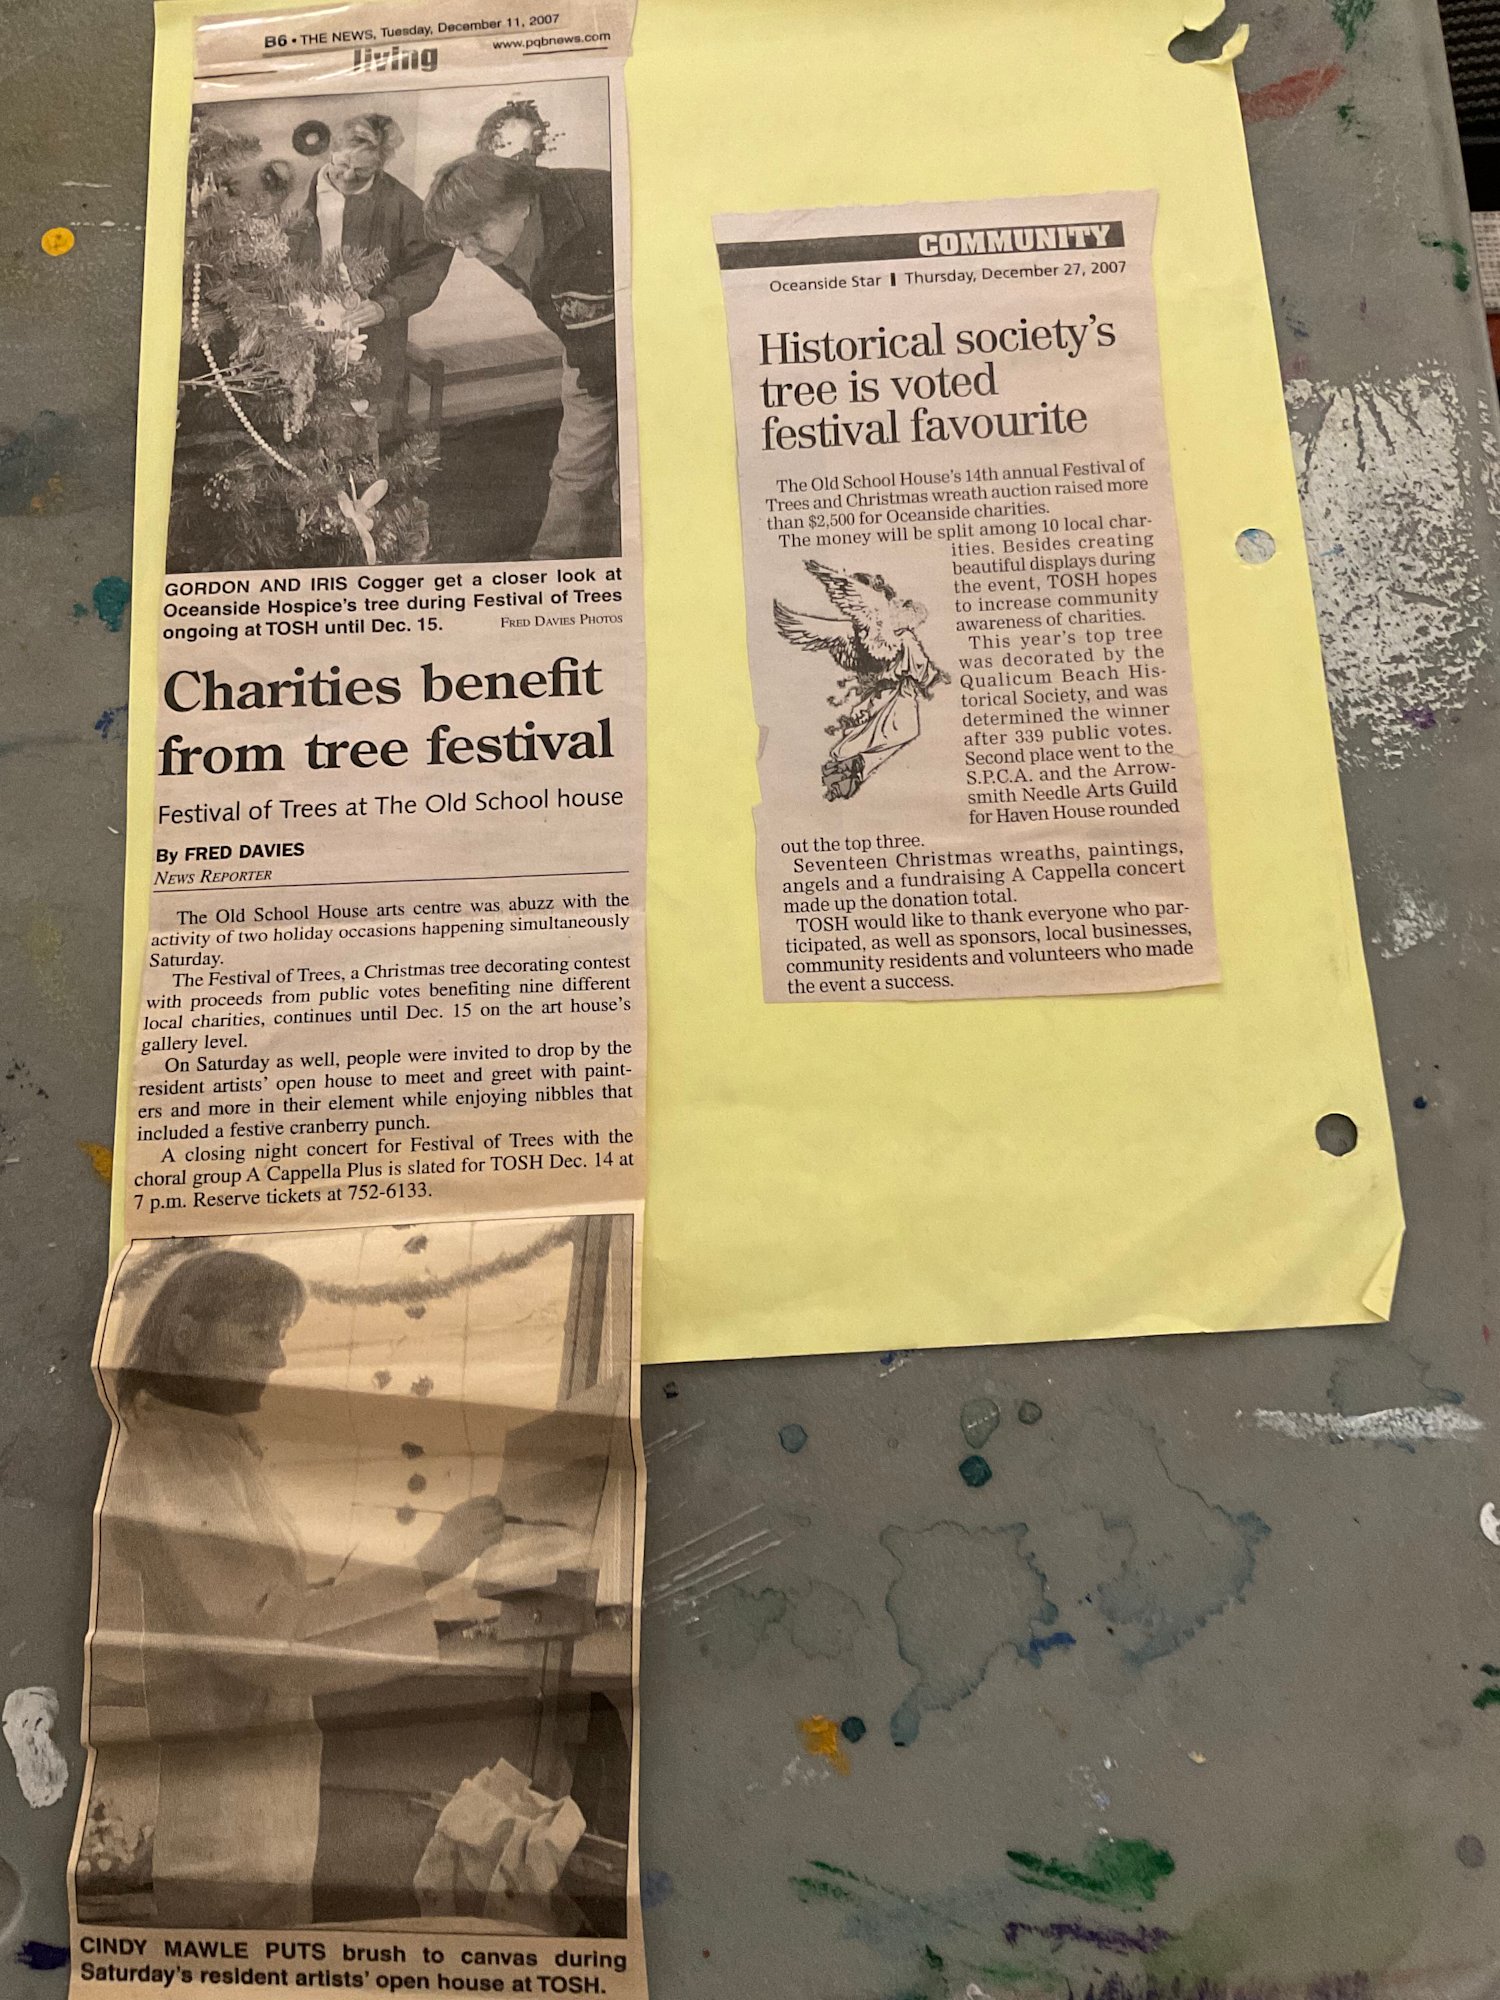 B6 • THE NEWS, Tuesday, December 11, 2007
www.pqbnews.com
living
GORDON AND IRIS Cogger get a closer look at
Oceanside Hospice's tree during Festival of Trees
ongoing at TOSH until Dec. 15.
FRED DAVIES PHOTOS
Charities benefit
from tree festival
Festival of Trees at The Old School house
By FRED DAVIES
NEWS REPORTER
The Old School House arts centre was abuzz with the
activity of two holiday occasions happening simultaneously
Saturday.
The Festival of Trees, a Christmas tree decorating contest
with proceeds from public votes benefiting nine different
local charities, continues until Dec. 15 on the art house's
gallery level.
On Saturday as well, people were invited to drop by the
resident artists' open house to meet and greet with paint-
ers and more in their element while enjoying nibbles that
included a festive cranberry punch.
A closing night concert for Festival of Trees with the
choral group A Cappella Plus is slated for TOSH Dec. 14 at
7 p.m. Reserve tickets at 752-6133.
CINDY MAWLE PUTS brush to canvas during
Saturday's resident artists' open house at TOSH.
COMMUNITY
Oceanside Star ❚ Thursday, December 27, 2007
Historical society's
tree is voted
festival favourite
The Old School House's 14th annual Festival of
Trees and Christmas wreath auction raised more
than $2,500 for Oceanside charities.
The money will be split among 10 local char-
ities. Besides creating
beautiful displays during
the event, TOSH hopes
to increase community
awareness of charities.
This year's top tree
was decorated by the
Qualicum Beach His-
torical Society, and was
determined the winner
after 339 public votes.
Second place went to the
S.P.C.A. and the Arrow-
smith Needle Arts Guild
for Haven House rounded
out the top three.
Seventeen Christmas wreaths, paintings,
angels and a fundraising A Cappella concert
made up the donation total.
TOSH would like to thank everyone who par-
ticipated, as well as sponsors, local businesses,
community residents and volunteers who made
the event a success.